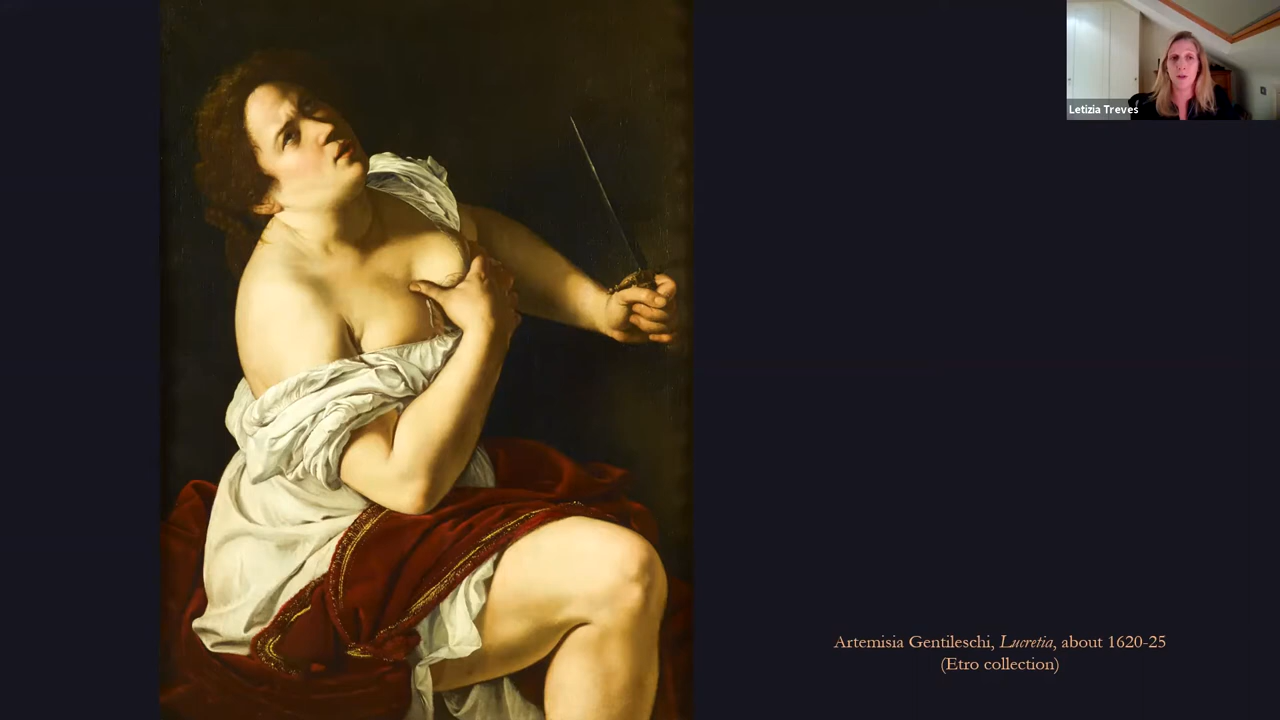 Letizia Treves
Artemisia Gentileschi, Lucretia, about 1620-25
(Etro collection)